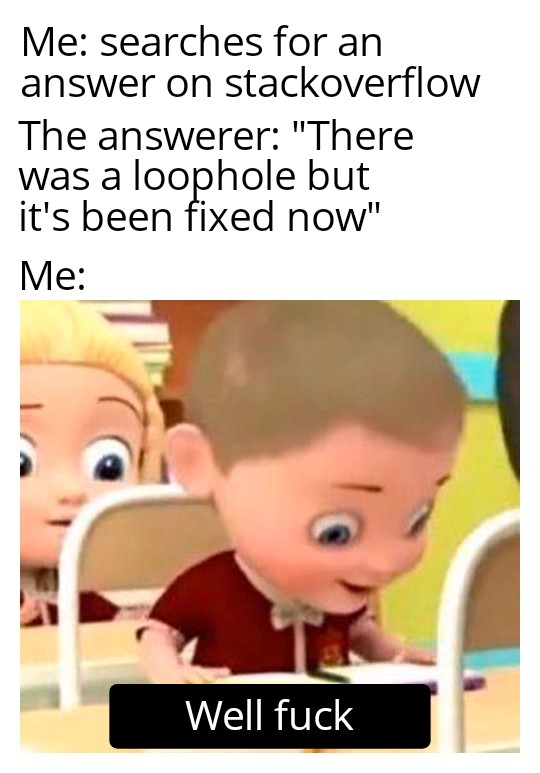 Me: searches for an
answer on stackoverflow
The answerer: "There
was a loophole but
it's been fixed now"
Me:
Well fuck